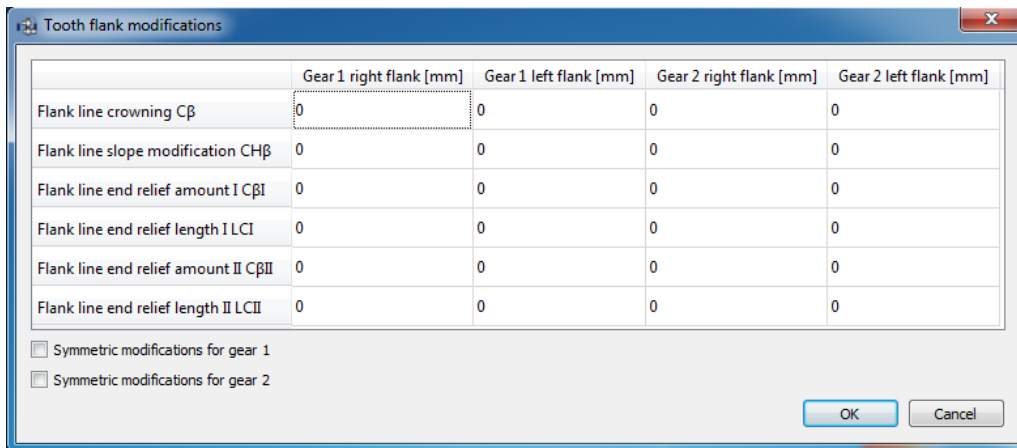 Tooth flank modifications
Gear 1 right flank [mm] Gear 1 left flank [mm] Gear 2 right flank [mm] Gear 2 left flank [mm]
Flank line crowning Cβ 0 0 0 0
Flank line slope modification CHβ 0 0 0 0
Flank line end relief amount I CβI 0 0 0 0
Flank line end relief length I LCI 0 0 0 0
Flank line end relief amount II CβII 0 0 0 0
Flank line end relief length II LCII 0 0 0 0
Symmetric modifications for gear 1
Symmetric modifications for gear 2
OK Cancel